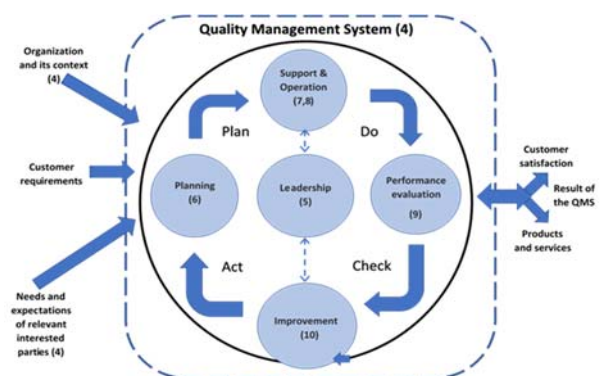 Quality Management System (4)
Organization
and its context
(4)
Support &
Operation
(7,8)
Plan
Do
Customer
requirements
Planning
(6)
Leadership
(5)
Performance
evaluation
(9)
Customer
satisfaction
Result of
the QMS
Products
and services
Act
Check
Needs and
expectations
of relevant
interested
parties (4)
Improvement
(10)